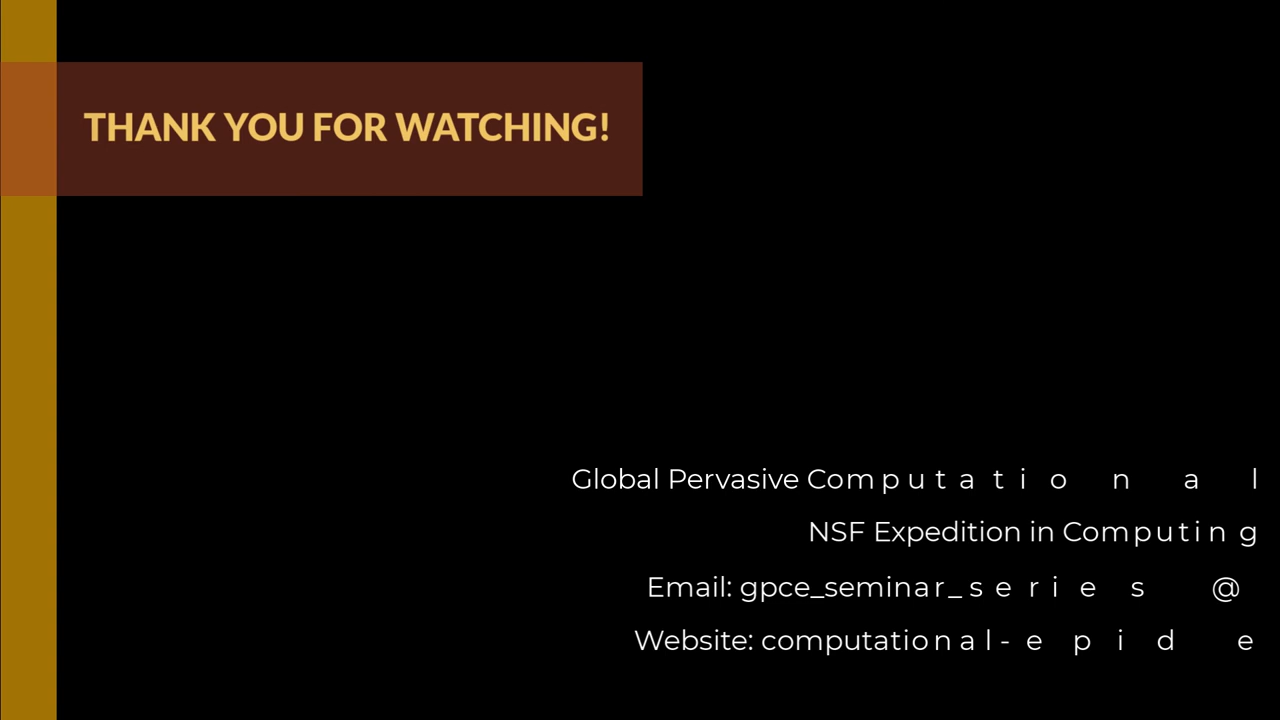 THANK YOU FOR WATCHING!
Global Pervasive Computational
NSF Expedition in Computing
Email: gpce_seminar_series@
Website: computational-epide